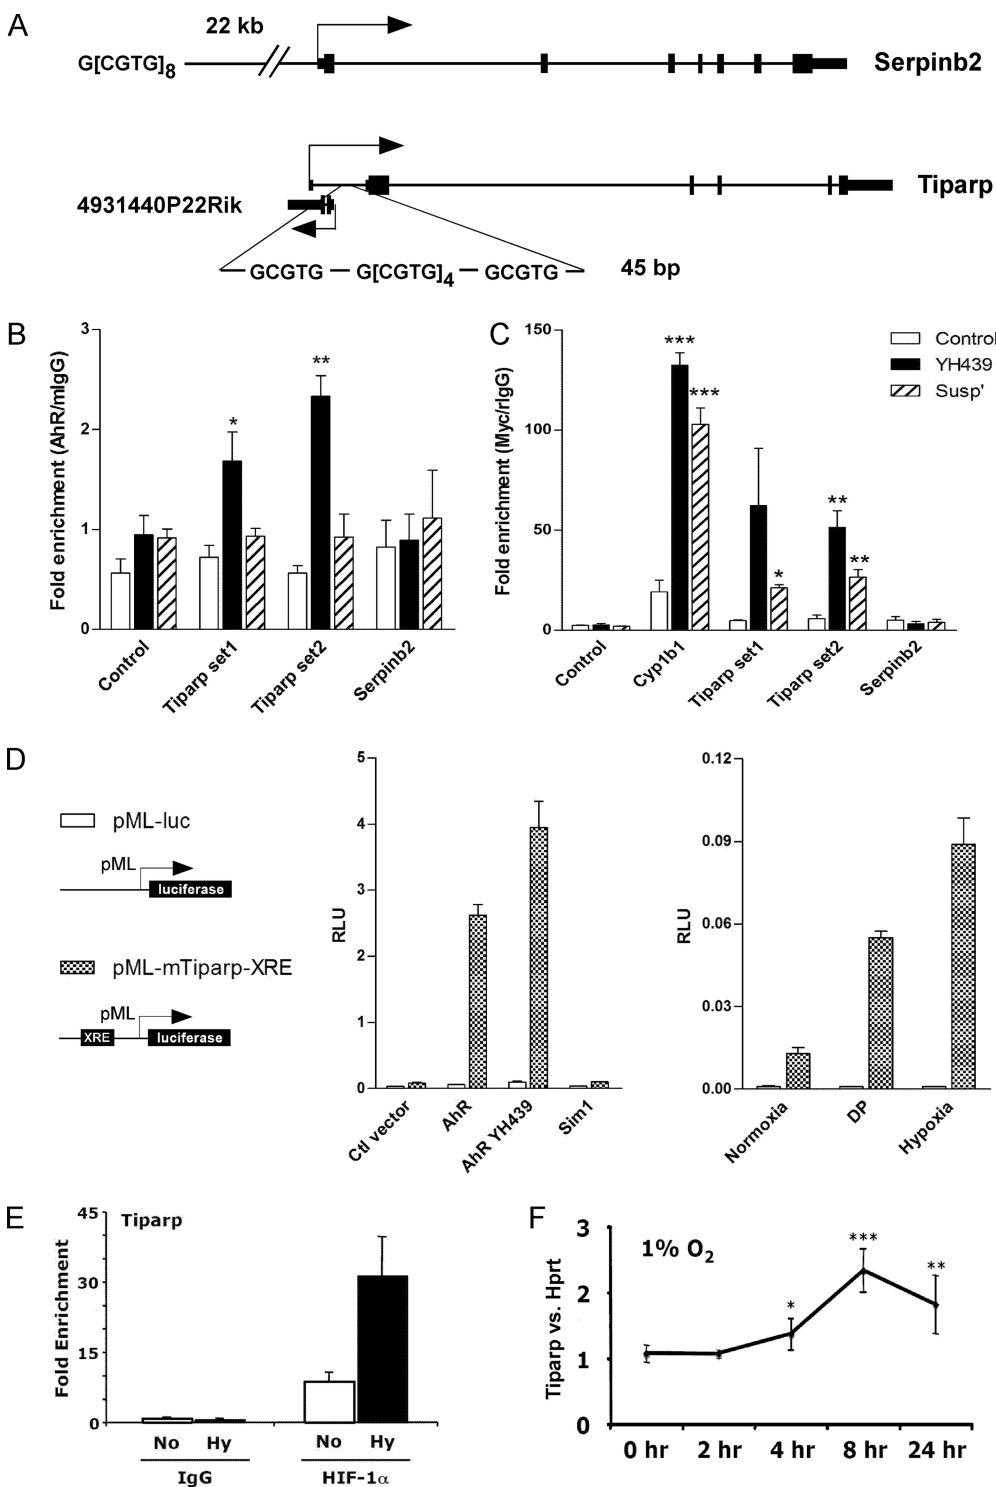 A
22 kb
G[CGTG]8
Serpinb2
Tiparp
4931440P22Rik
GCGTG G[CGTG]4 GCGTG 45 bp
B
Fold enrichment (AhR/mIgG)
3
2
1
0
*
**
Control
Tiparp set1
Tiparp set2
Serpinb2
C
Fold enrichment (Myc/rIgG)
150
100
50
0
***
***
*
**
**
Control
YH439
Susp'
Control
Cyp1b1
Tiparp set1
Tiparp set2
Serpinb2
D
pML-luc
pML
luciferase
pML-mTiparp-XRE
pML
XRE luciferase
RLU
5
4
3
2
1
0
Ctl vector
AhR
AhR YH439
Sim1
RLU
0.12
0.09
0.06
0.03
0.00
Normoxia
DP
Hypoxia
E
Tiparp
Fold Enrichment
45
30
15
0
No Hy No Hy
IgG HIF-1α
F
1% O2
Tiparp vs. Hprt
3
2
1
0
*
***
**
0 hr 2 hr 4 hr 8 hr 24 hr